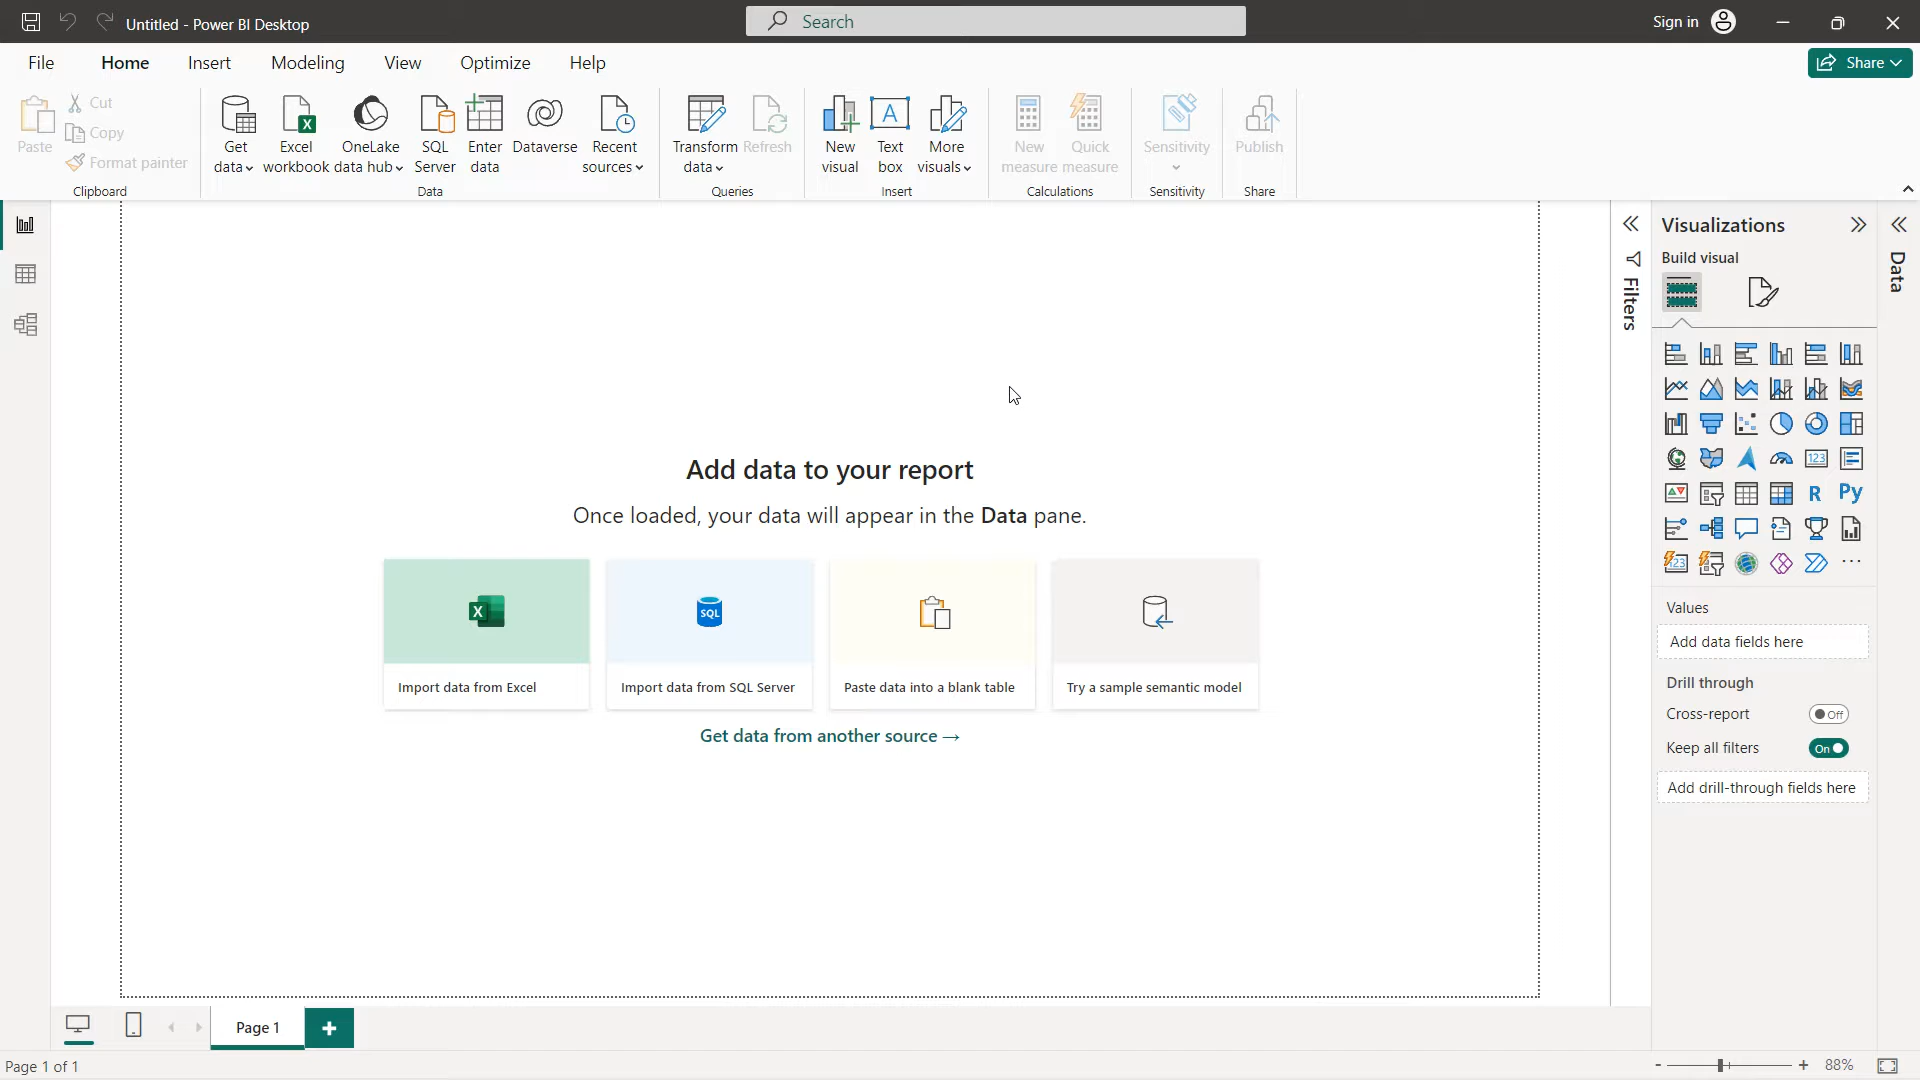 Untitled - Power BI Desktop
Search
Sign in
File Home Insert Modeling View Optimize Help
Share
Paste
Cut
Copy
Format painter
Clipboard
Get data
Excel workbook
OneLake data hub
SQL Server
Enter data
Dataverse
Recent sources
Data
Transform data
Refresh
Queries
New visual
A
Text box
More visuals
Insert
New measure
Quick measure
Calculations
Sensitivity
Sensitivity
Publish
Share
Filters
Visualizations
Build visual
123
R
Py
123
Values
Add data fields here
Drill through
Cross-report
Off
Keep all filters
On
Add drill-through fields here
Data
Add data to your report
Once loaded, your data will appear in the Data pane.
X
SQL
Import data from Excel
Import data from SQL Server
Paste data into a blank table
Try a sample semantic model
Get data from another source →
Page 1
+
Page 1 of 1
- + 88%